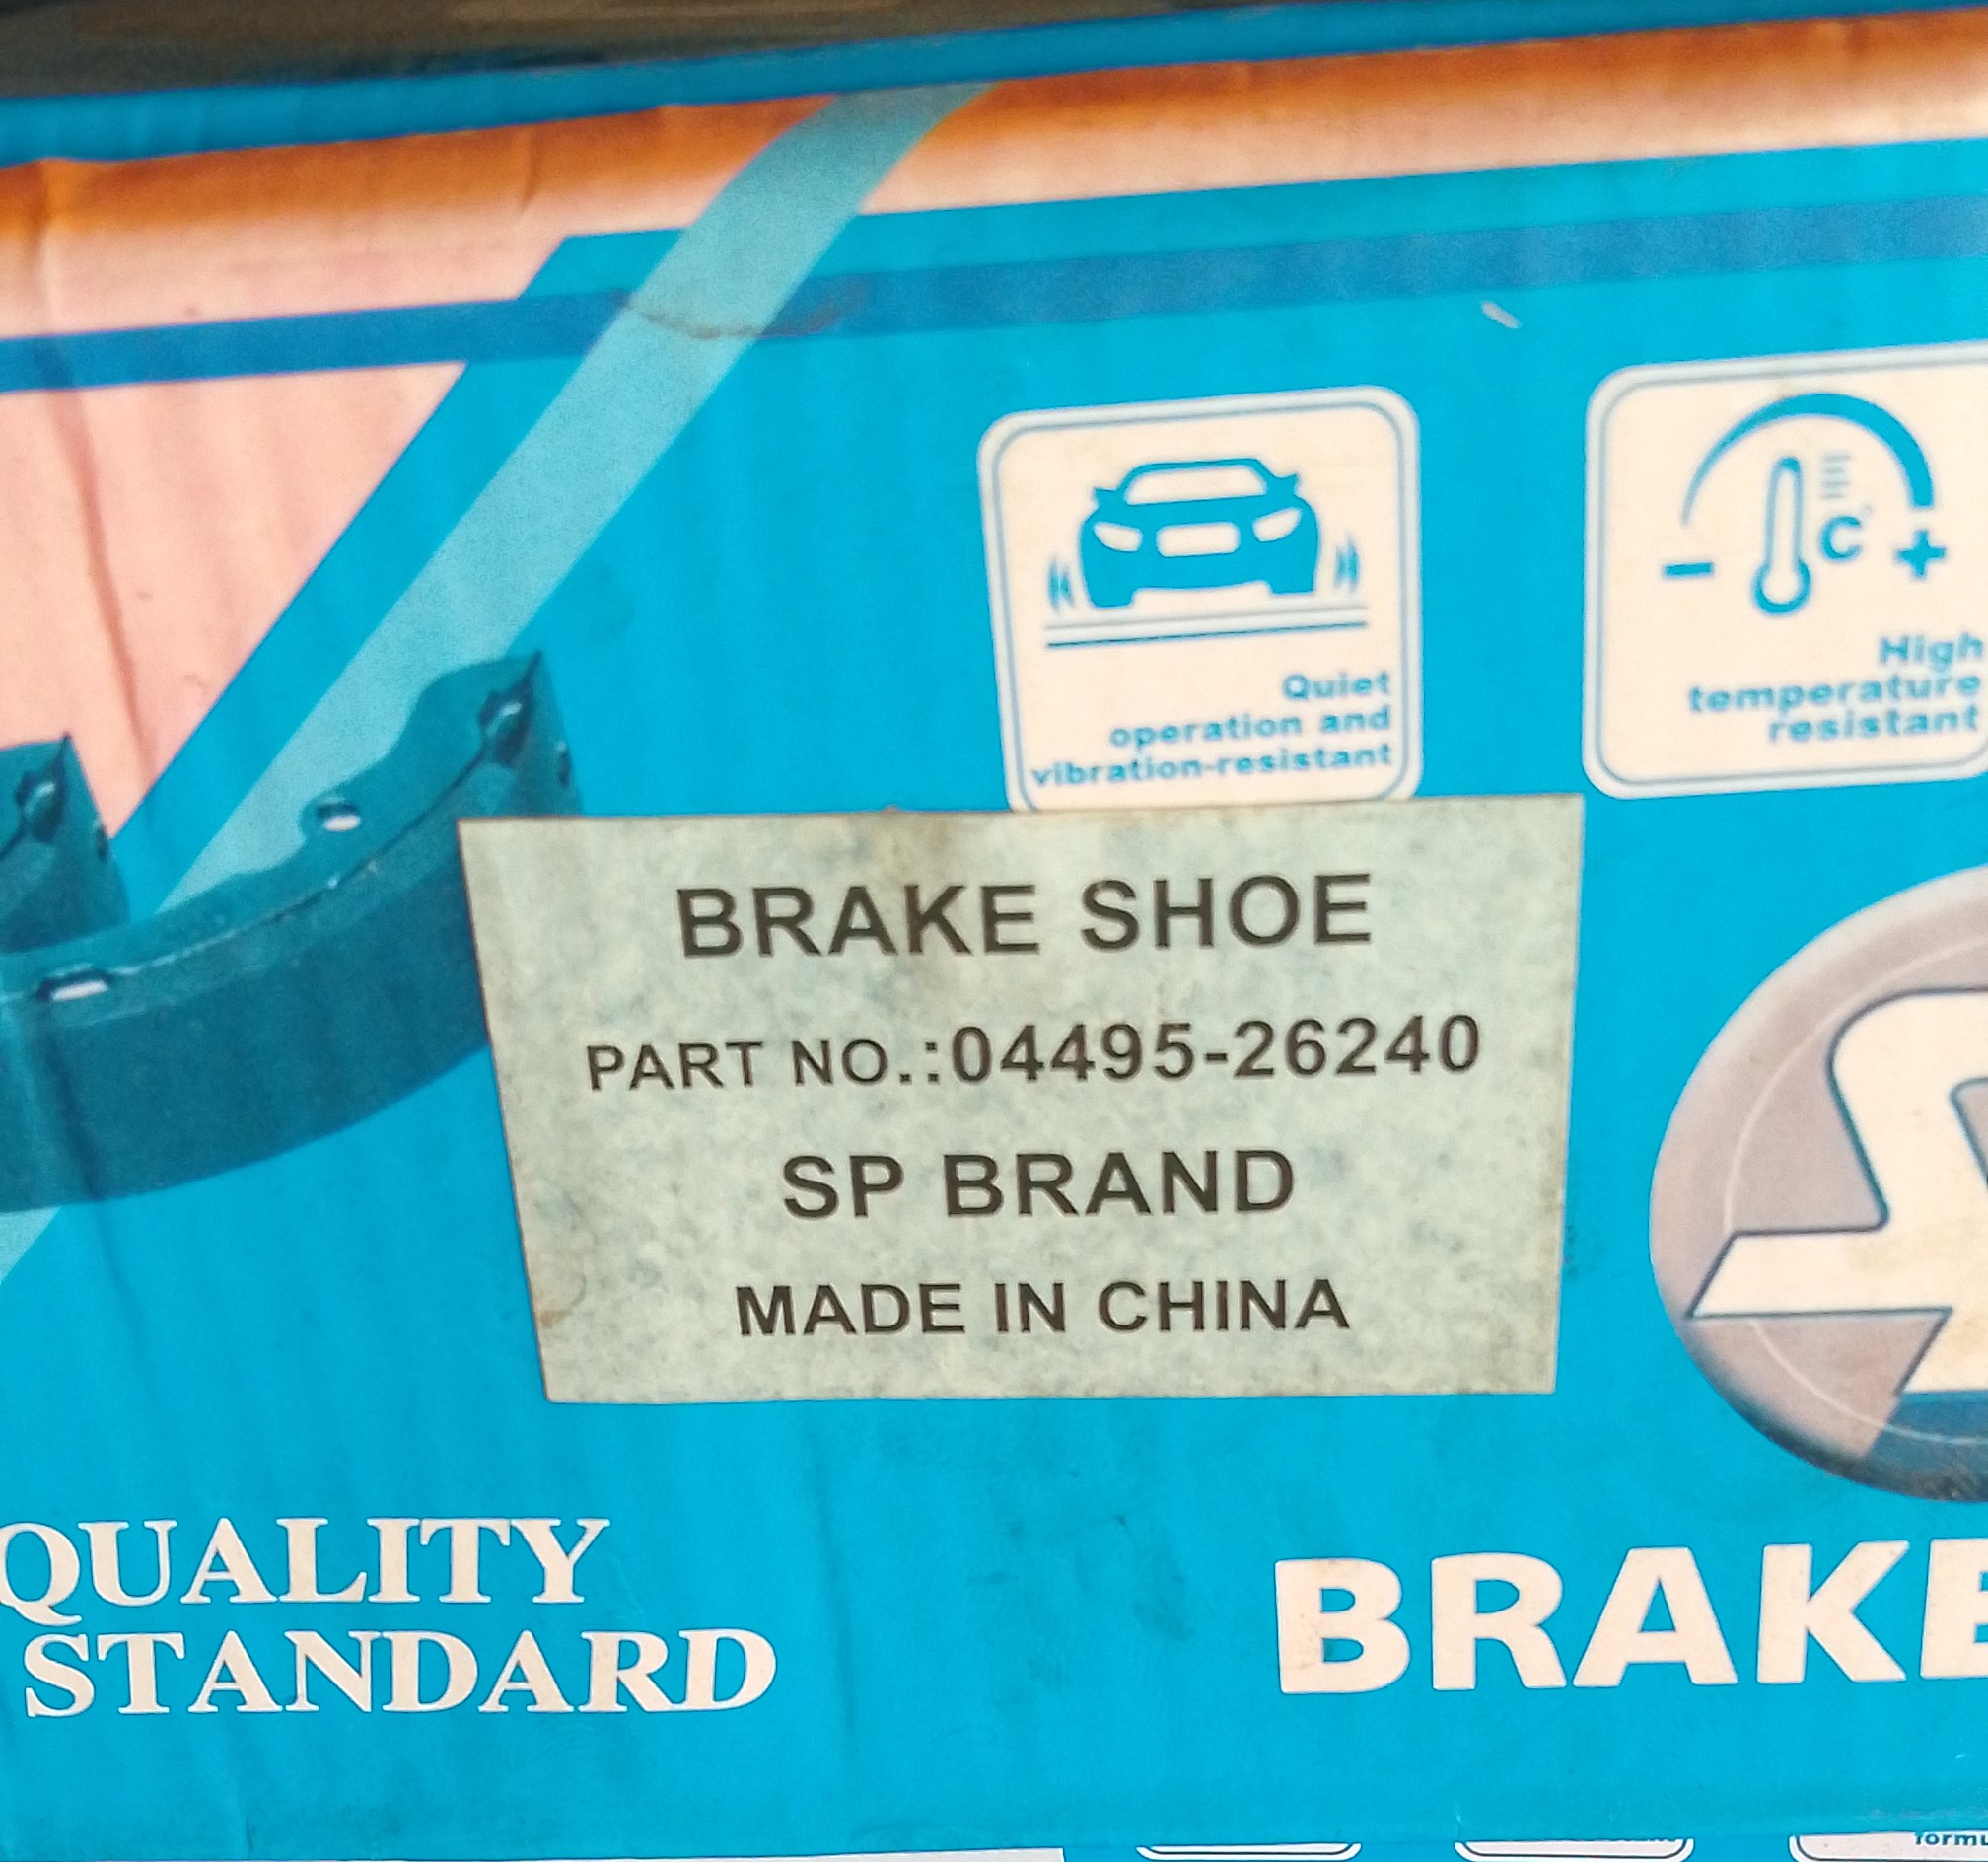 Quiet
operation and
vibration-resistant
C
High
temperature
resistant
BRAKE SHOE
PART NO.:04495-26240
SP BRAND
MADE IN CHINA
QUALITY
STANDARD
BRAKE